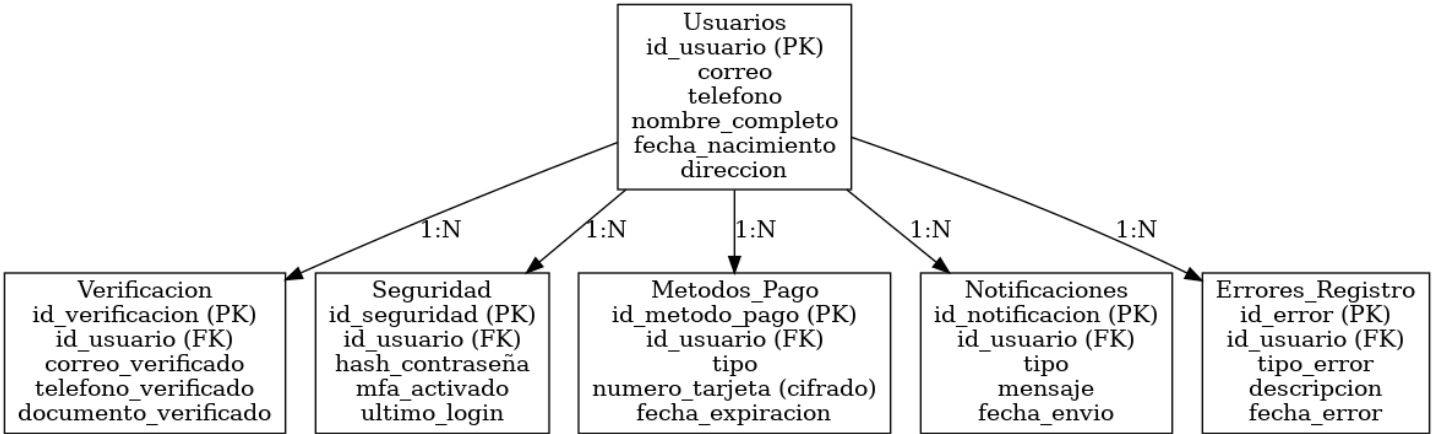 Usuarios
id_usuario (PK)
correo
telefono
nombre_completo
fecha_nacimiento
direccion
1:N
1:N
1:N
1:N
1:N
Verificacion
id_verificacion (PK)
id_usuario (FK)
correo_verificado
telefono_verificado
documento_verificado
Seguridad
id_seguridad (PK)
id_usuario (FK)
hash_contraseña
mfa_activado
ultimo_login
Metodos_Pago
id_metodo_pago (PK)
id_usuario (FK)
tipo
numero_tarjeta (cifrado)
fecha_expiracion
Notificaciones
id_notificacion (PK)
id_usuario (FK)
tipo
mensaje
fecha_envio
Errores_Registro
id_error (PK)
id_usuario (FK)
tipo_error
descripcion
fecha_error